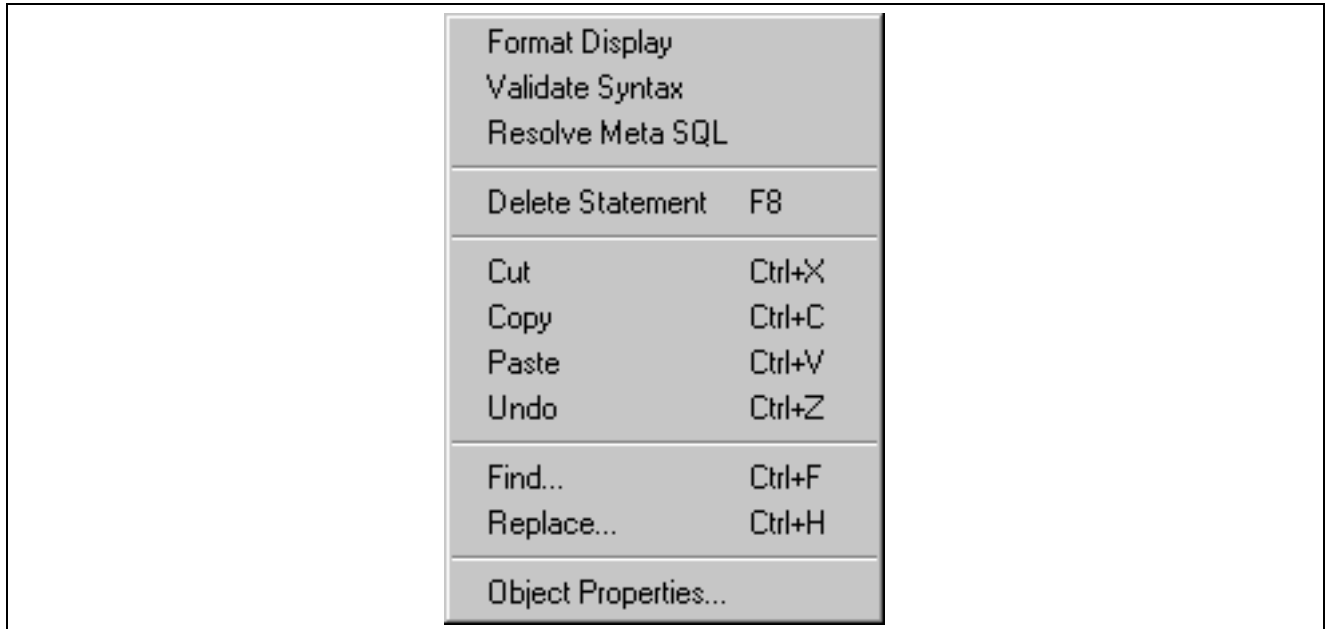 Format Display
Validate Syntax
Resolve Meta SQL
Delete Statement F8
Cut Ctrl+X
Copy Ctrl+C
Paste Ctrl+V
Undo Ctrl+Z
Find... Ctrl+F
Replace... Ctrl+H
Object Properties...